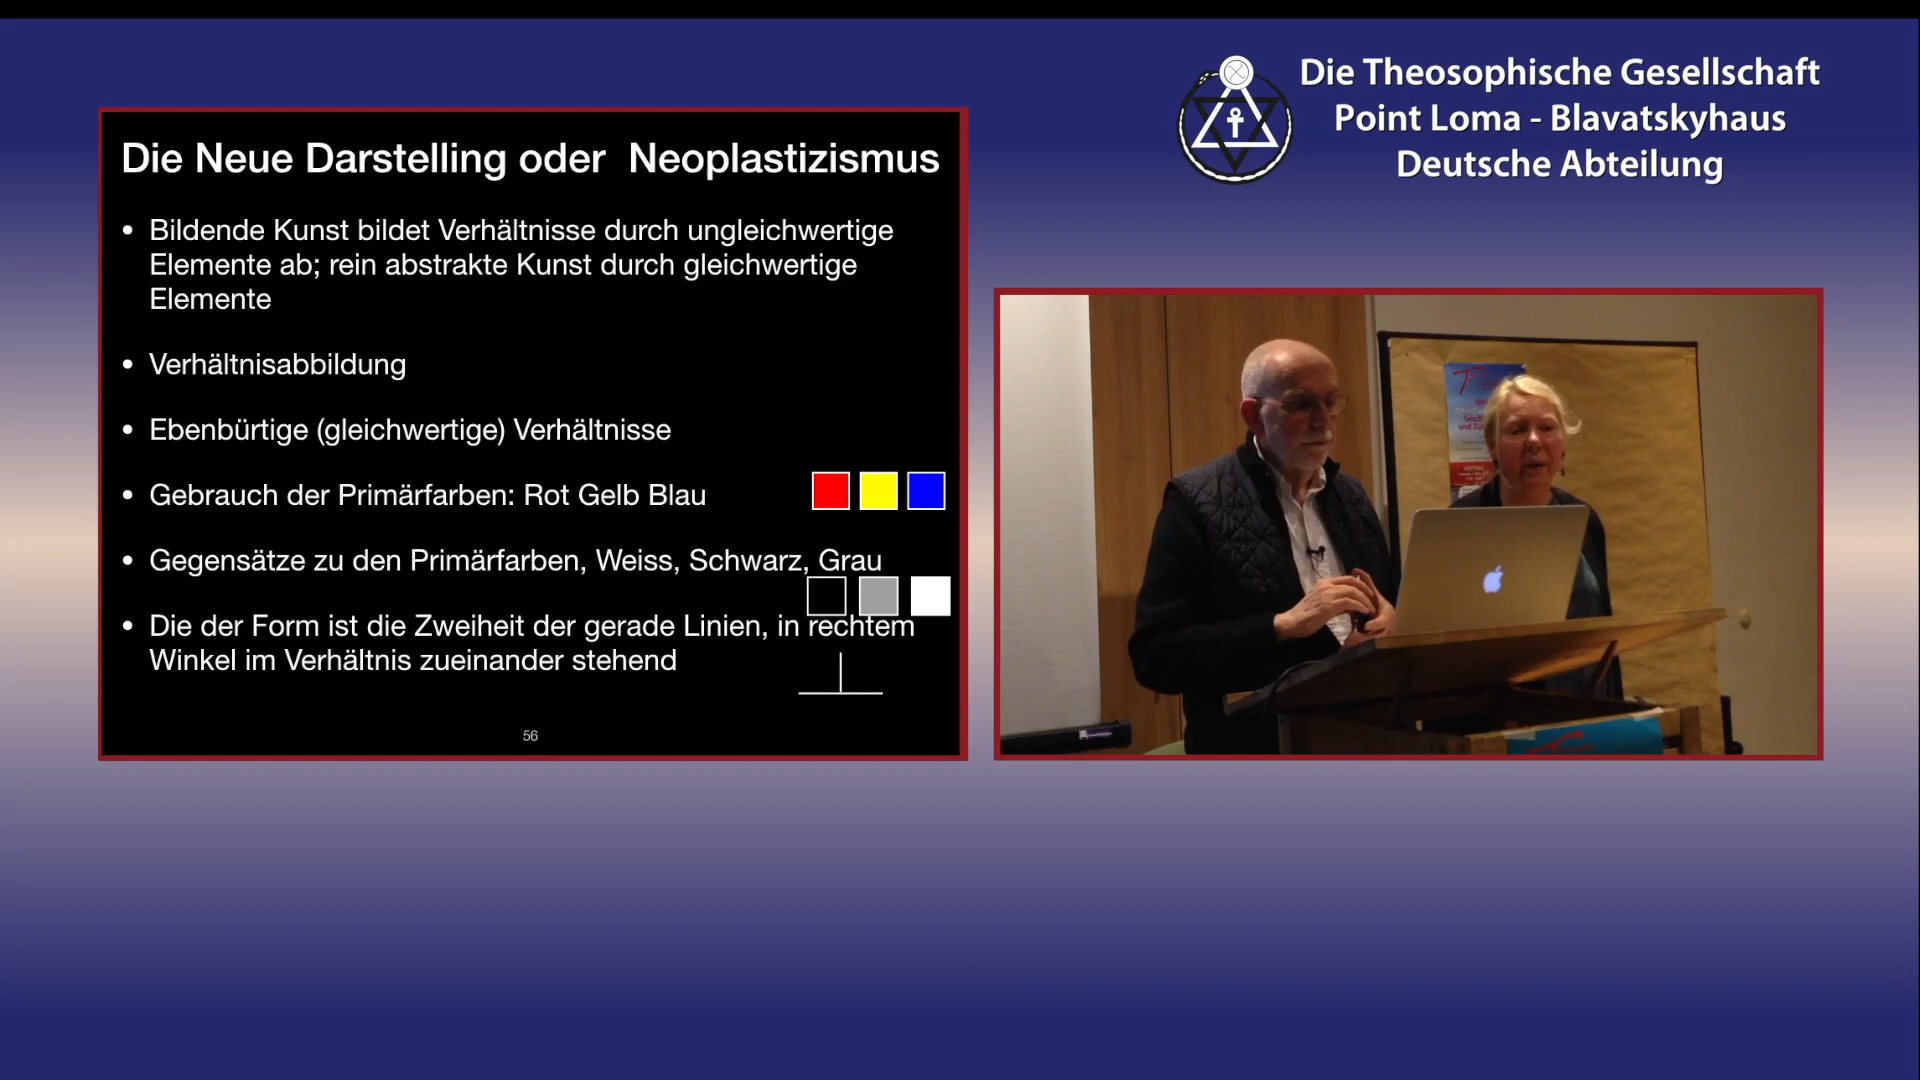 Die Theosophische Gesellschaft
Point Loma - Blavatskyhaus
Deutsche Abteilung
Die Neue Darstelling oder Neoplastizismus
• Bildende Kunst bildet Verhältnisse durch ungleichwertige
Elemente ab; rein abstrakte Kunst durch gleichwertige
Elemente
• Verhältnisabbildung
• Ebenbürtige (gleichwertige) Verhältnisse
• Gebrauch der Primärfarben: Rot Gelb Blau
• Gegensätze zu den Primärfarben, Weiss, Schwarz, Grau
• Die der Form ist die Zweiheit der gerade Linien, in rechtem
Winkel im Verhältnis zueinander stehend
56